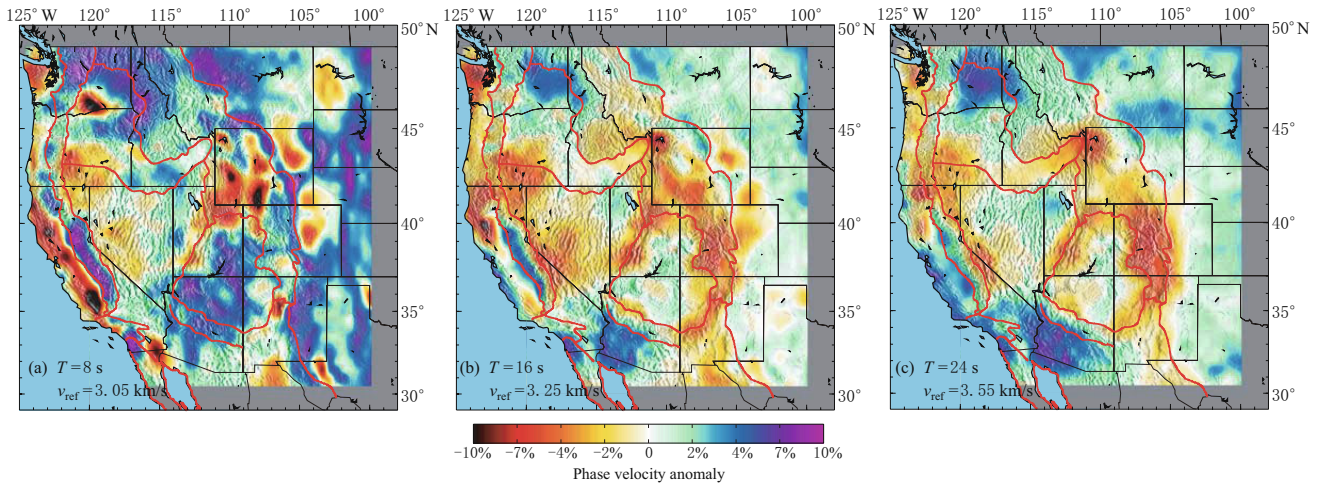 125° W 120° 115° 110° 105° 100°
50° N
45°
40°
35°
30°
(a) T=8 s
vref=3.05 km/s
125° W 120° 115° 110° 105° 100°
50° N
45°
40°
35°
30°
(b) T=16 s
vref=3.25 km/s
125° W 120° 115° 110° 105° 100°
50° N
45°
40°
35°
30°
(c) T=24 s
vref=3.55 km/s
−10% −7% −4% −2% 0 2% 4% 7% 10%
Phase velocity anomaly